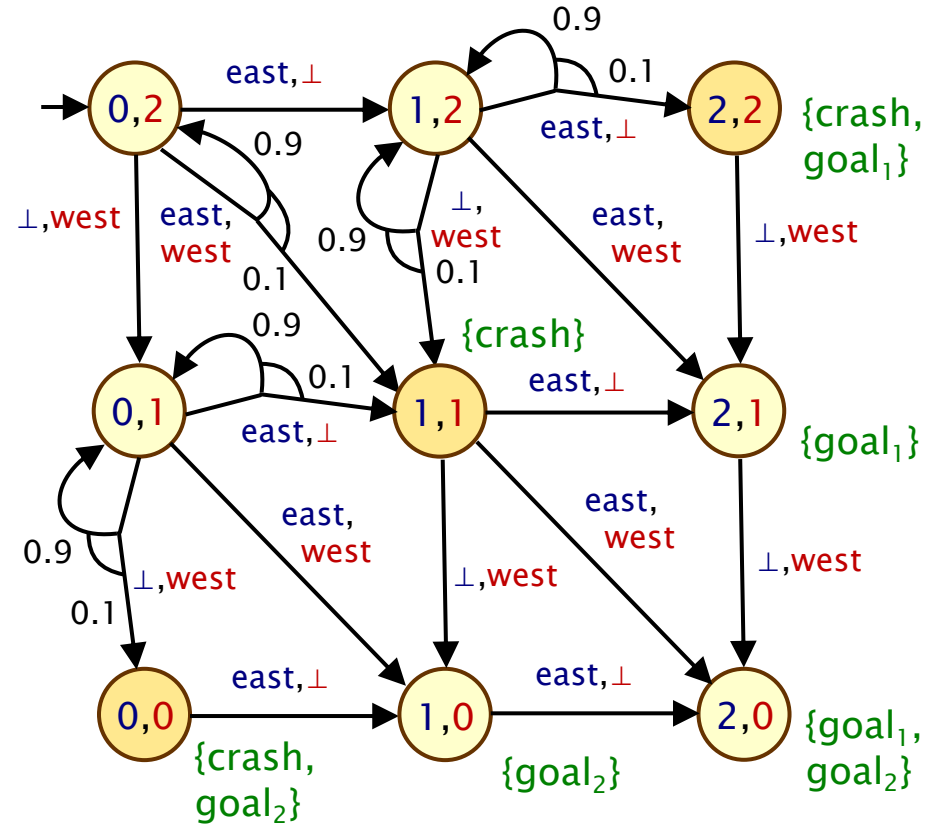 0.9
east,⊥
0.1
0,2
1,2
2,2
{crash,
goal₁}
0.9
east,⊥
⊥,west
east,
west
⊥,
west
east,
west
⊥,west
0.9
0.1
0.1
0.9
{crash}
0.1
east,⊥
0,1
east,⊥
1,1
2,1
{goal₁}
east,
west
east,
west
0.9
⊥,west
⊥,west
⊥,west
0.1
east,⊥
east,⊥
0,0
1,0
2,0
{crash,
goal₂}
{goal₂}
{goal₁,
goal₂}